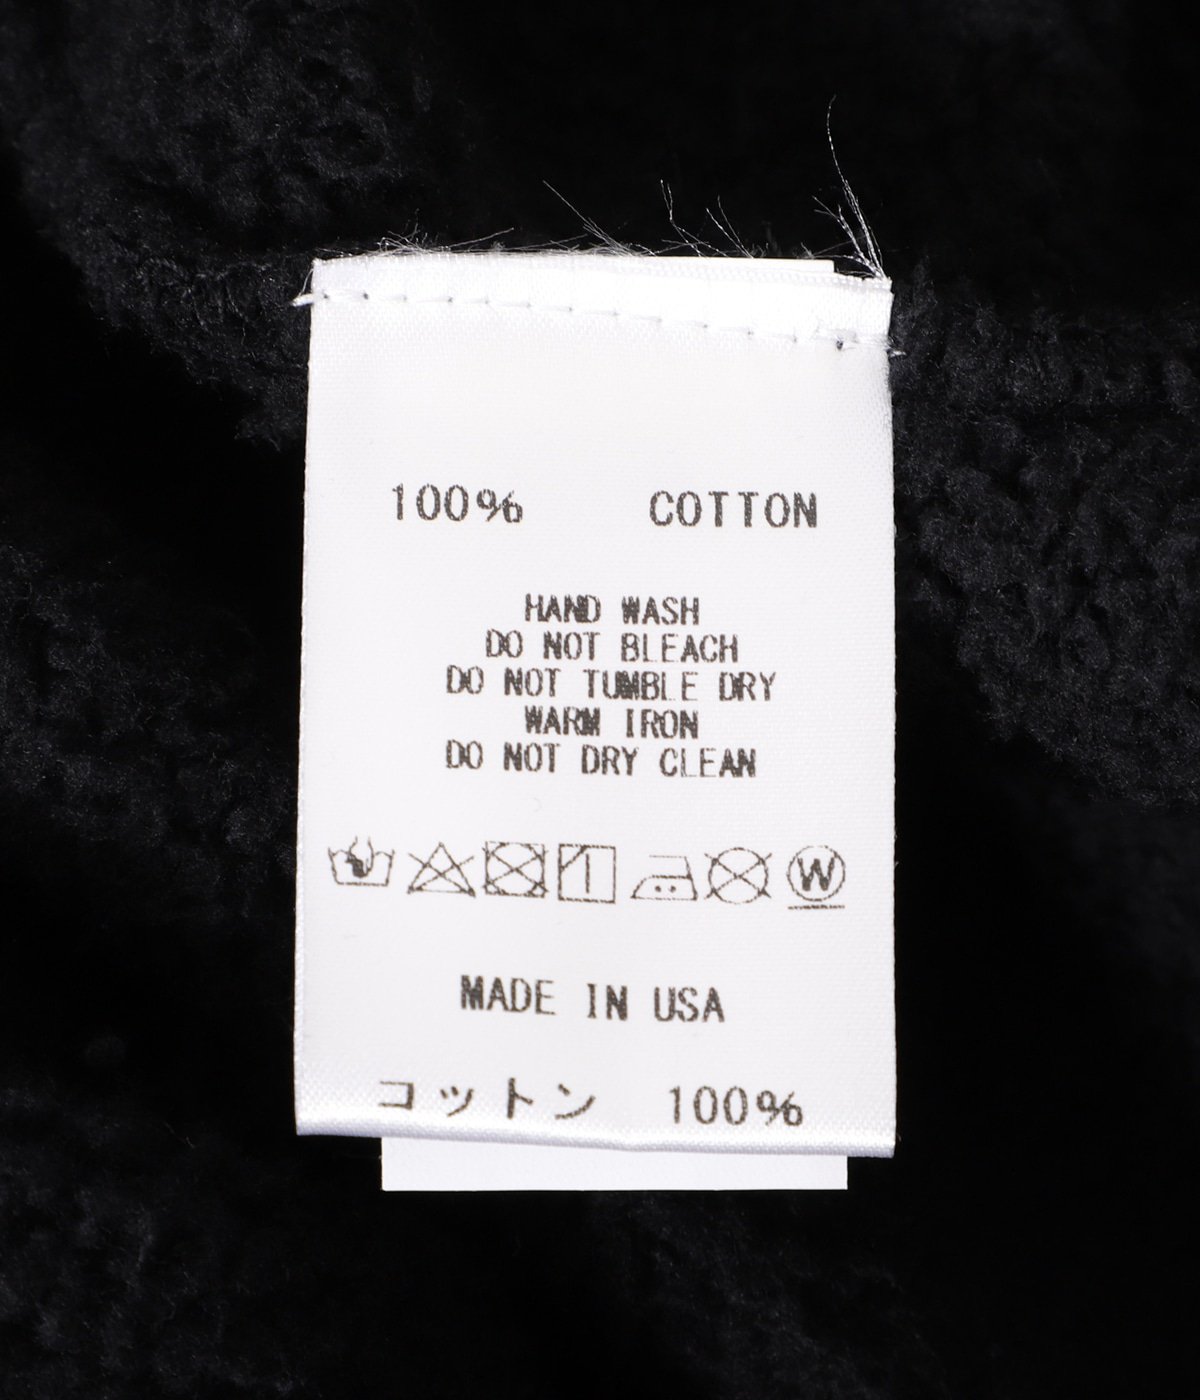 100% COTTON
HAND WASH
DO NOT BLEACH
DO NOT TUMBLE DRY
WARM IRON
DO NOT DRY CLEAN
W
MADE IN USA
コットン 100%